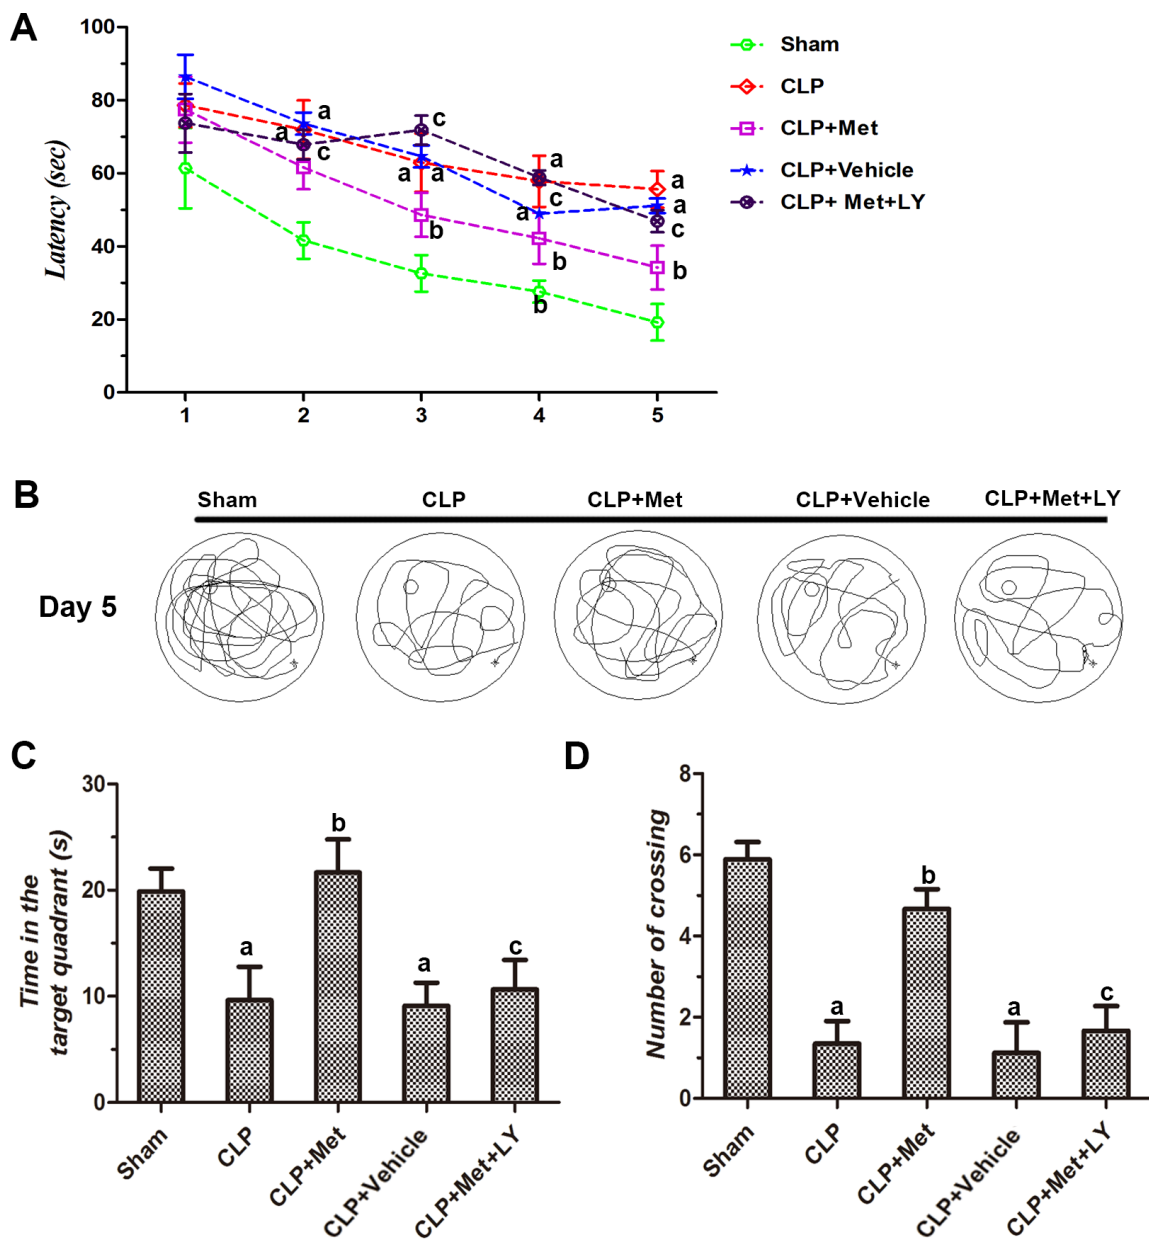 A
100
80
60
40
20
0
Latency (sec)
1 2 3 4 5
a
a
c
c
a a
b
a
c
a
b
b
a
a
c
b
Sham
CLP
CLP+Met
CLP+Vehicle
CLP+ Met+LY
B
Sham CLP CLP+Met CLP+Vehicle CLP+Met+LY
Day 5
C
30
20
10
0
Time in the
target quadrant (s)
a
b
a
c
Sham
CLP
CLP+Met
CLP+Vehicle
CLP+Met+LY
D
8
6
4
2
0
Number of crossing
a
b
a
c
Sham
CLP
CLP+Met
CLP+Vehicle
CLP+Met+LY